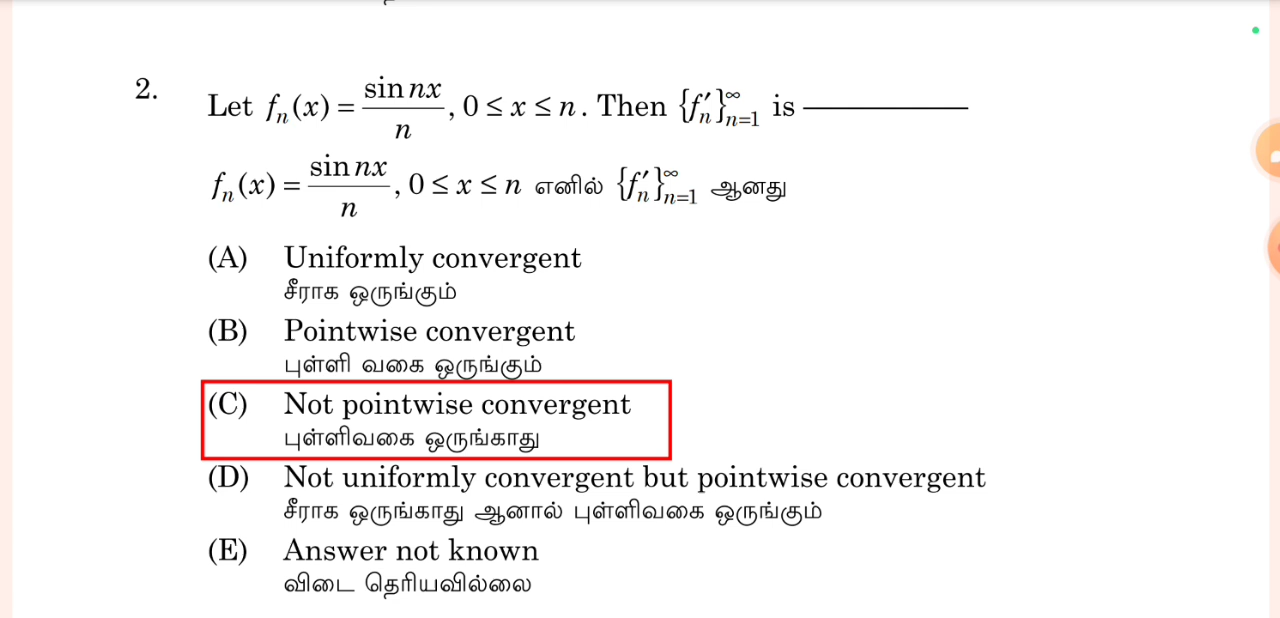 2.
Let fₙ(x) = sin nx / n , 0 ≤ x ≤ n . Then {fₙ′}∞ₙ₌₁ is ————
fₙ(x) = sin nx / n , 0 ≤ x ≤ n எனில் {fₙ′}∞ₙ₌₁ ஆனது
(A) Uniformly convergent
சீராக ஒருங்கும்
(B) Pointwise convergent
புள்ளி வகை ஒருங்கும்
(C) Not pointwise convergent
புள்ளிவகை ஒருங்காது
(D) Not uniformly convergent but pointwise convergent
சீராக ஒருங்காது ஆனால் புள்ளிவகை ஒருங்கும்
(E) Answer not known
விடை தெரியவில்லை